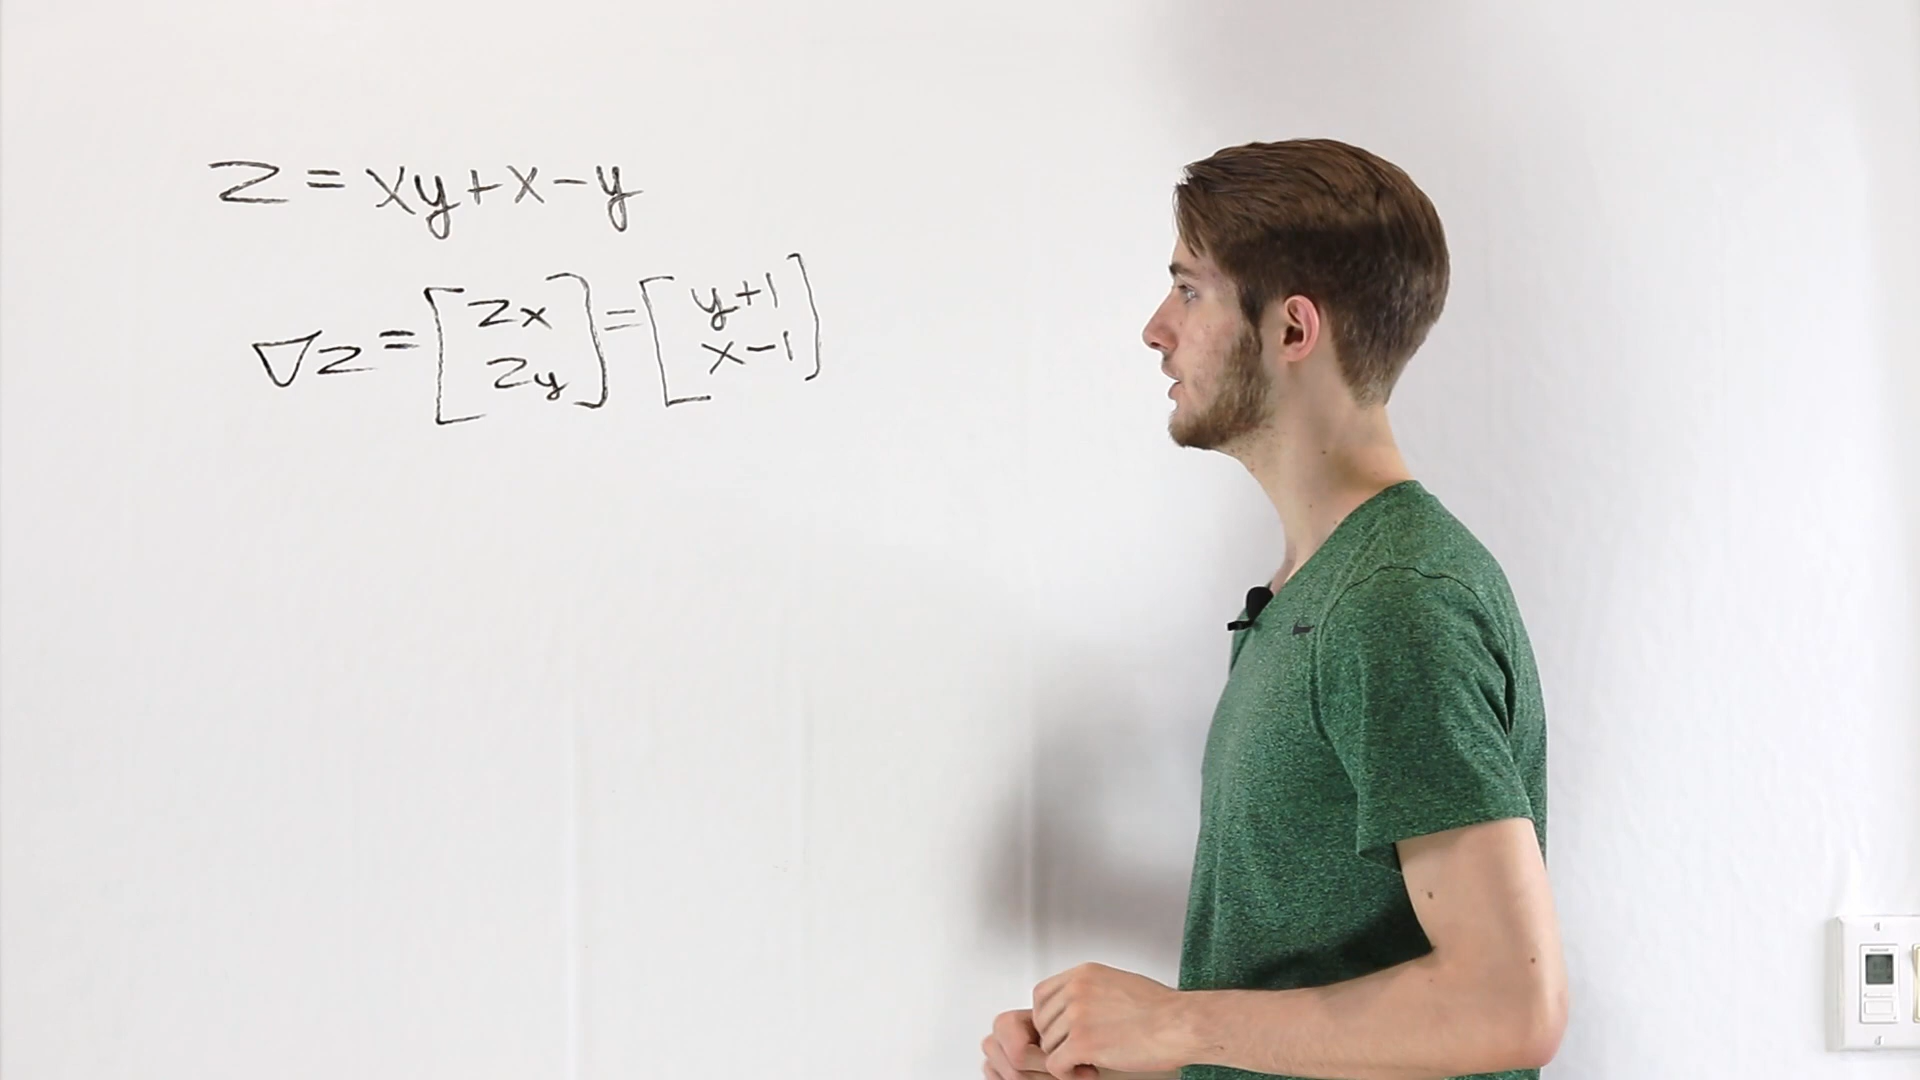 z = xy + x - y
∇z = [ zx zy ] = [ y+1 x-1 ]